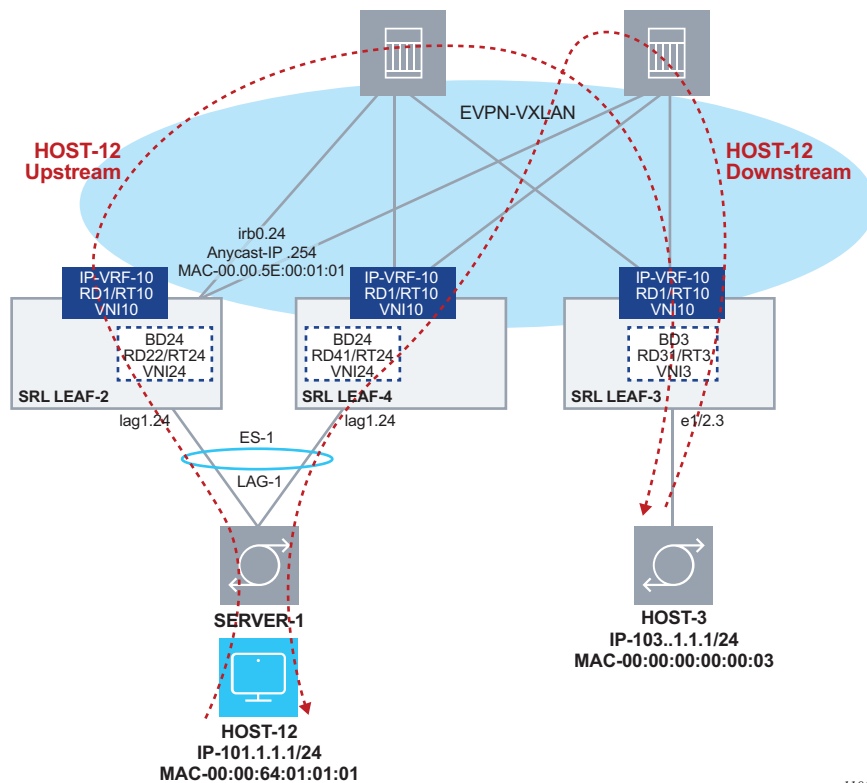 EVPN-VXLAN
HOST-12
Upstream
HOST-12
Downstream
irb0.24
Anycast-IP .254
MAC-00.00.5E:00:01:01
IP-VRF-10
RD1/RT10
VNI10
IP-VRF-10
RD1/RT10
VNI10
IP-VRF-10
RD1/RT10
VNI10
BD24
RD22/RT24
VNI24
BD24
RD41/RT24
VNI24
BD3
RD31/RT3
VNI3
SRL LEAF-2
SRL LEAF-4
SRL LEAF-3
lag1.24
lag1.24
e1/2.3
ES-1
LAG-1
SERVER-1
HOST-3
IP-103..1.1.1/24
MAC-00:00:00:00:00:03
HOST-12
IP-101.1.1.1/24
MAC-00:00:64:01:01:01